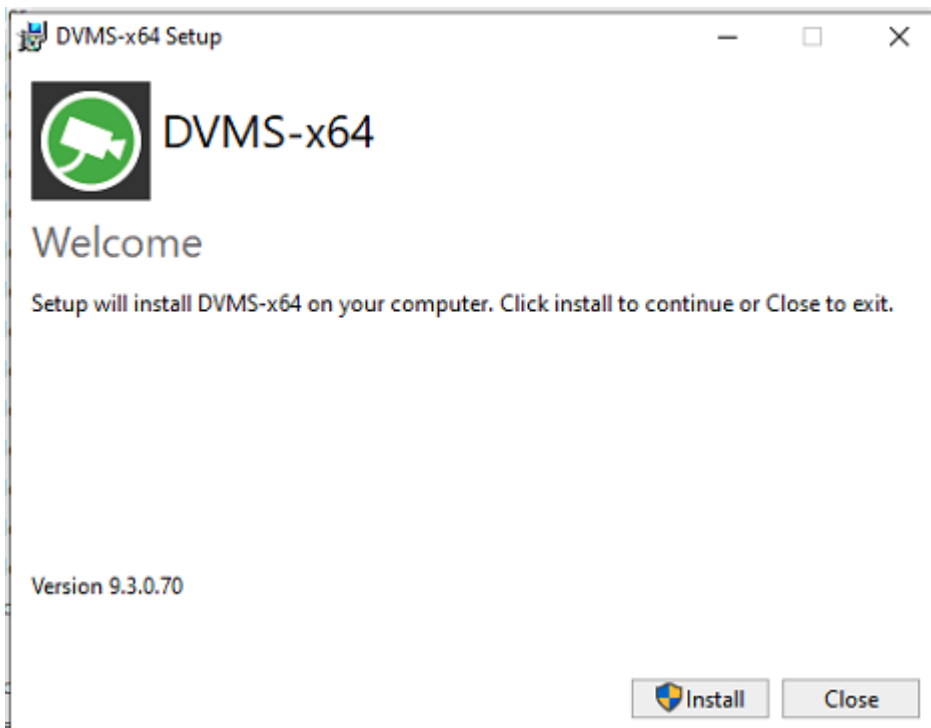 DVMS-x64 Setup
DVMS-x64
Welcome
Setup will install DVMS-x64 on your computer. Click install to continue or Close to exit.
Version 9.3.0.70
Install
Close